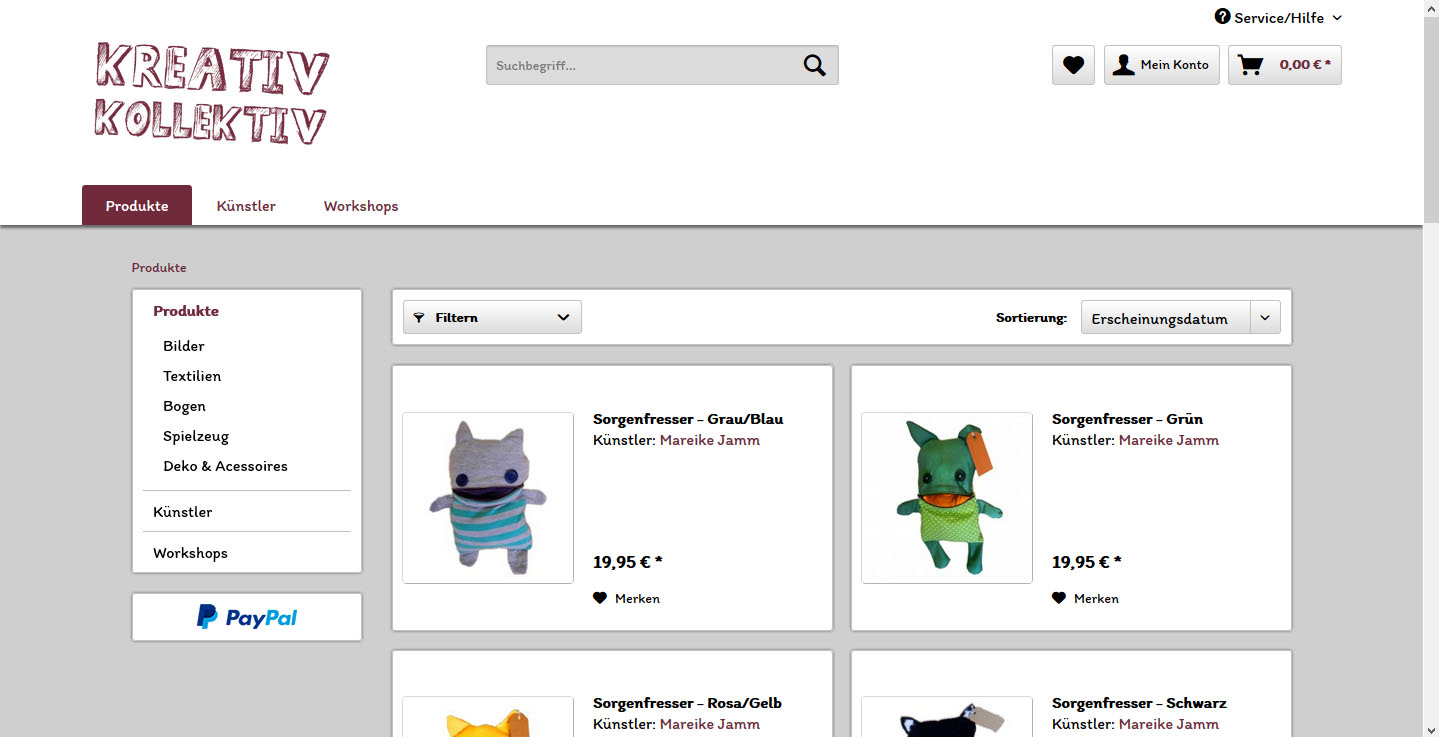 Service/Hilfe
KREATIV
KOLLEKTIV
Suchbegriff...
Mein Konto
0,00 € *
Produkte Künstler Workshops
Produkte
Produkte
Bilder
Textilien
Bogen
Spielzeug
Deko & Acessoires
Künstler
Workshops
PayPal
Filtern
Sortierung: Erscheinungsdatum
Sorgenfresser – Grau/Blau
Künstler: Mareike Jamm
19,95 € *
Merken
Sorgenfresser – Grün
Künstler: Mareike Jamm
19,95 € *
Merken
Sorgenfresser – Rosa/Gelb
Künstler: Mareike Jamm
Sorgenfresser – Schwarz
Künstler: Mareike Jamm